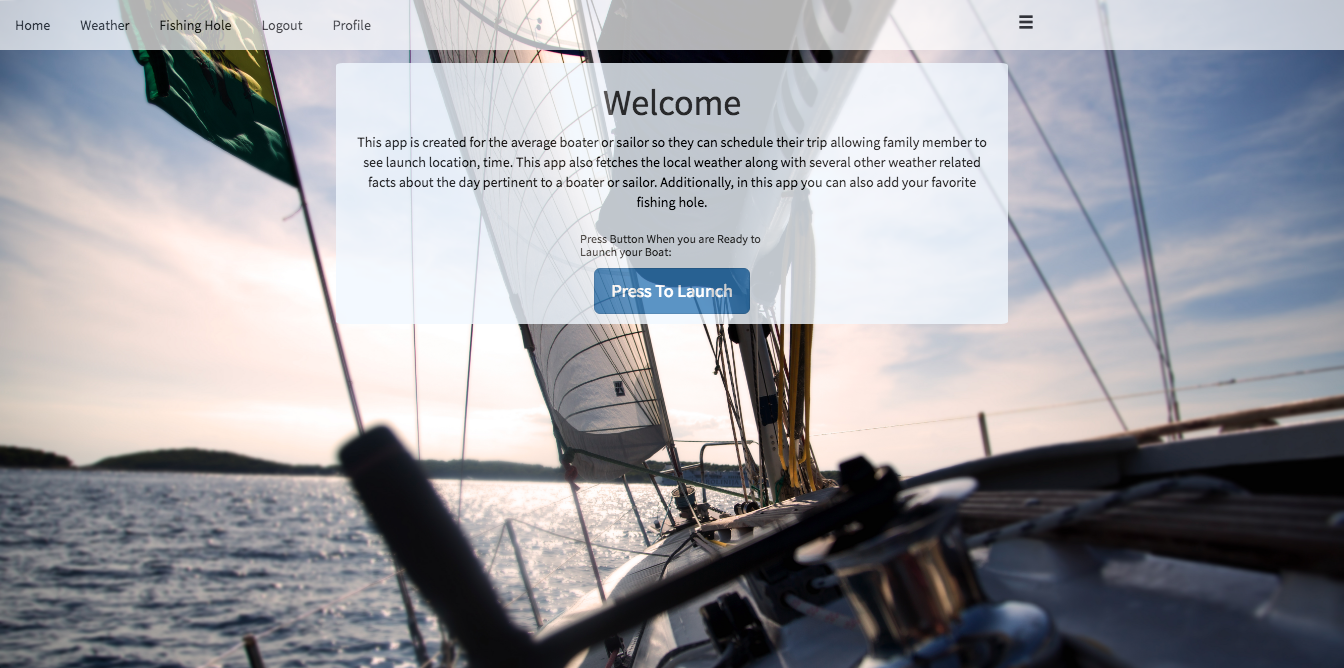 Home Weather Fishing Hole Logout Profile
Welcome
This app is created for the average boater or sailor so they can schedule their trip allowing family member to
see launch location, time. This app also fetches the local weather along with several other weather related
facts about the day pertinent to a boater or sailor. Additionally, in this app you can also add your favorite
fishing hole.
Press Button When you are Ready to
Launch your Boat:
Press To Launch